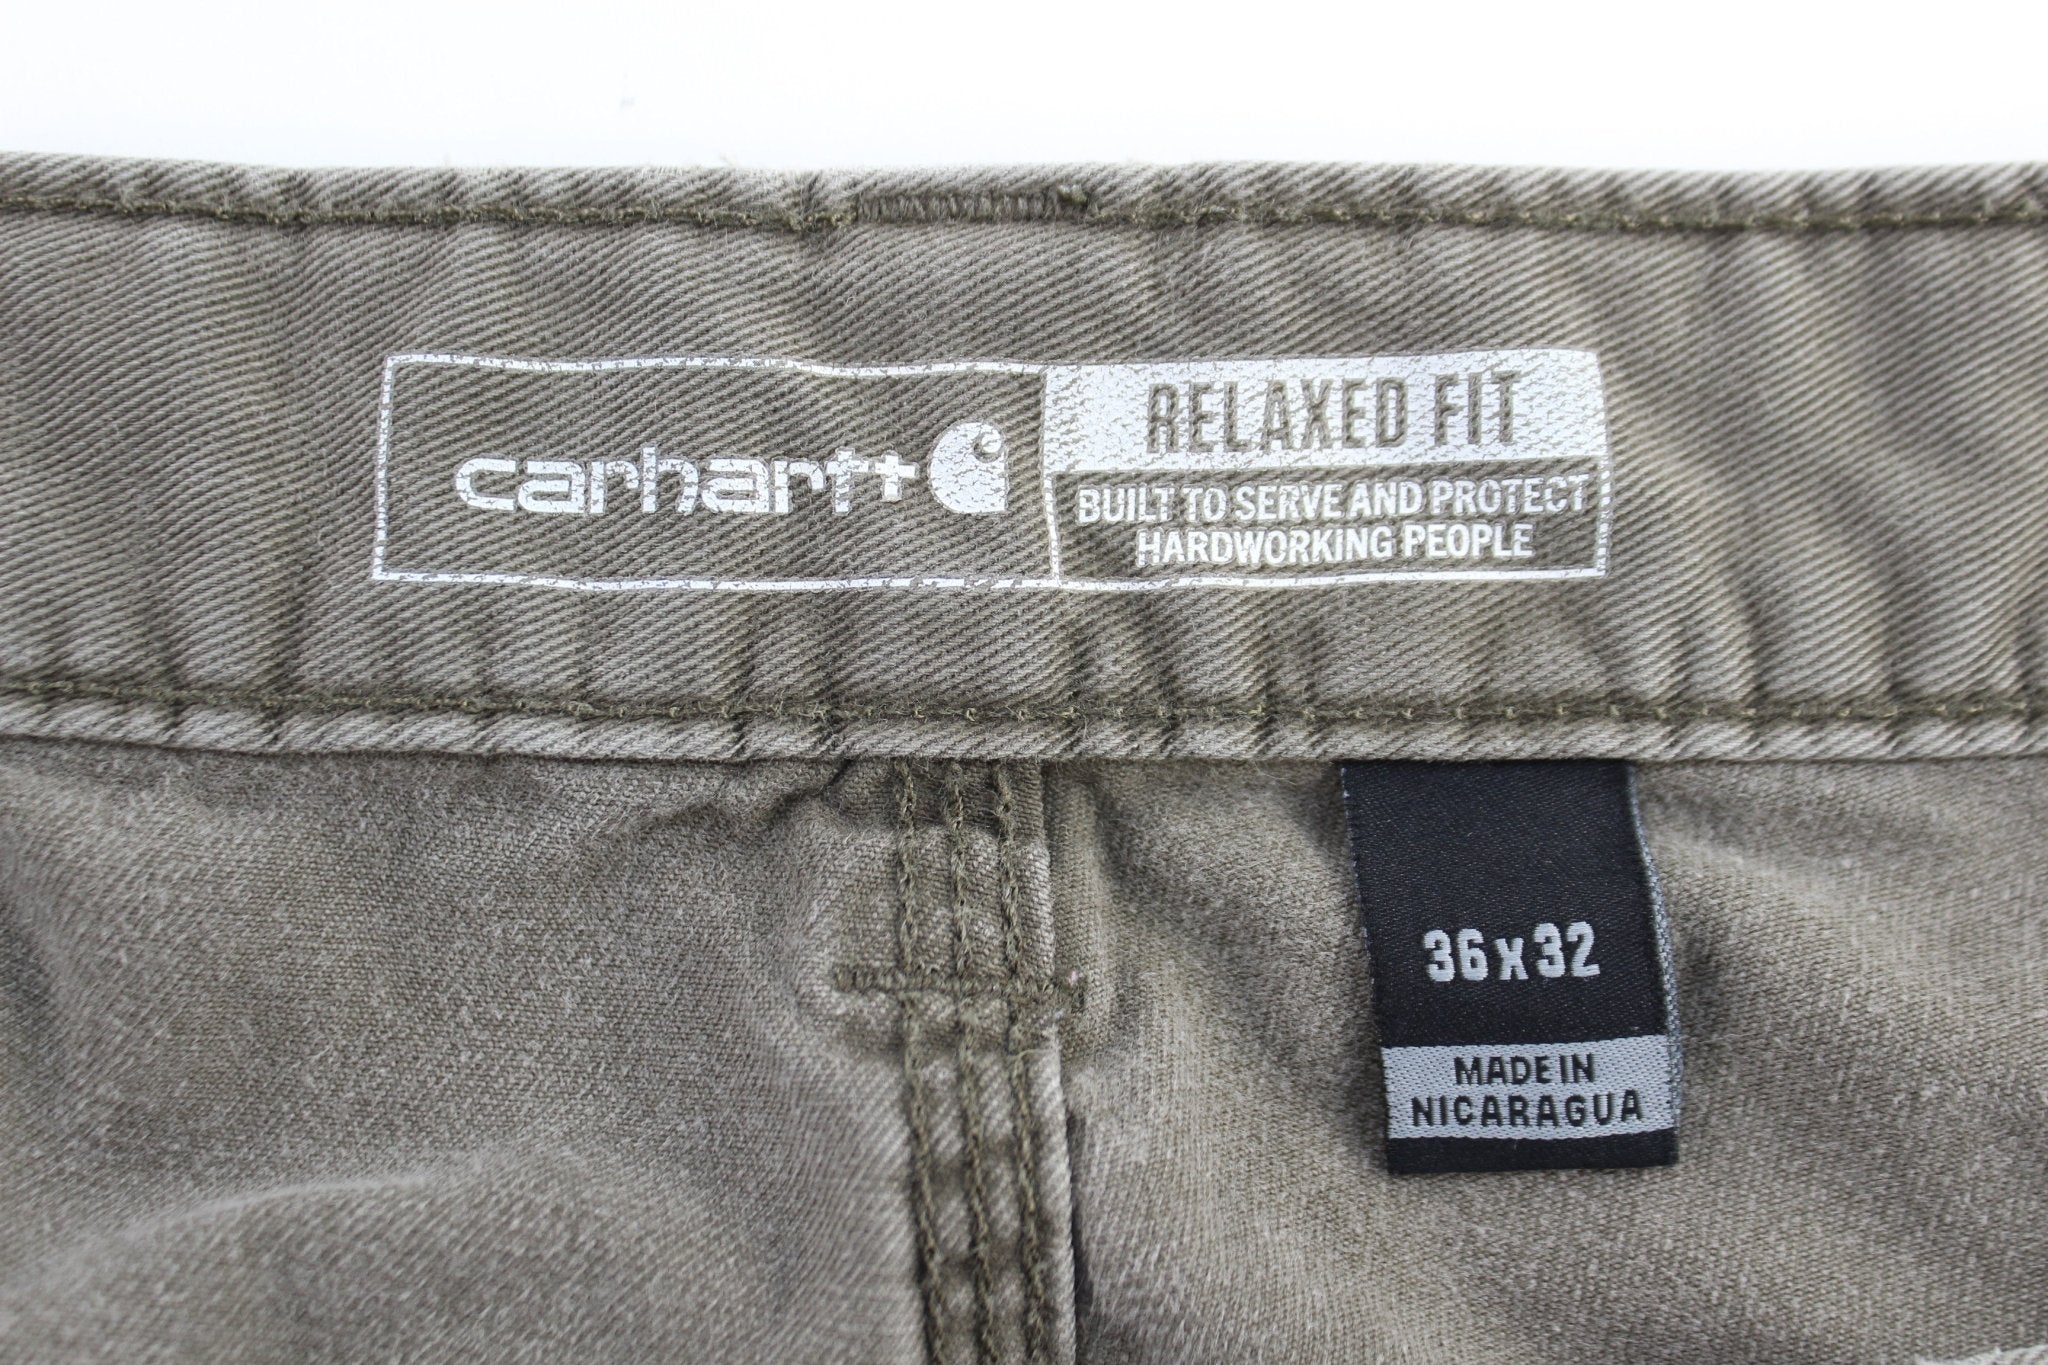 carhartt
RELAXED FIT
BUILT TO SERVE AND PROTECT
HARDWORKING PEOPLE
36 x 32
MADE IN
NICARAGUA